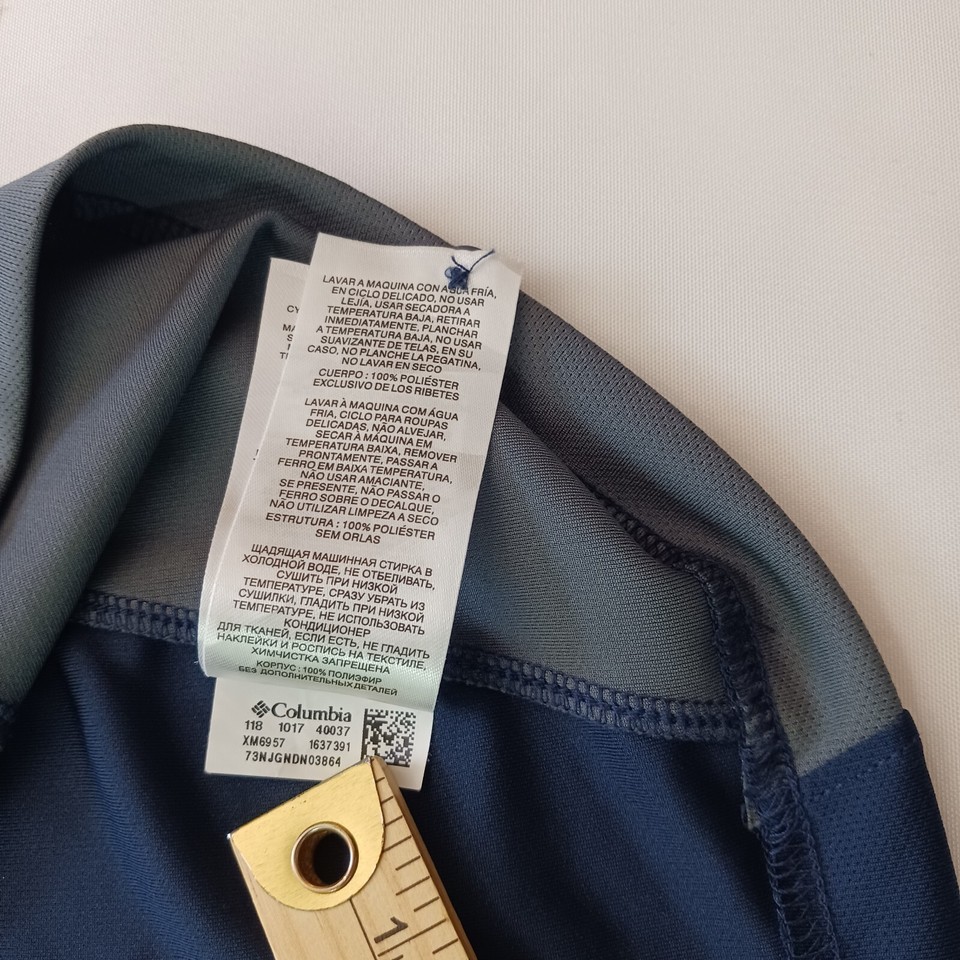 LAVAR A MAQUINA CON AGUA FRÍA,
EN CICLO DELICADO, NO USAR
LEJÍA, USAR SECADORA A
TEMPERATURA BAJA, RETIRAR
INMEDIATAMENTE, PLANCHAR
A TEMPERATURA BAJA, NO USAR
SUAVIZANTE DE TELAS, EN SU
CASO, NO PLANCHE LA PEGATINA,
NO LAVAR EN SECO
CUERPO : 100% POLIÉSTER
EXCLUSIVO DE LOS RIBETES
LAVAR À MAQUINA COM ÁGUA
FRIA, CICLO PARA ROUPAS
DELICADAS, NÃO ALVEJAR,
SECAR À MÁQUINA EM
TEMPERATURA BAIXA, REMOVER
PRONTAMENTE, PASSAR A
FERRO EM BAIXA TEMPERATURA,
NÃO USAR AMACIANTE,
SE PRESENTE, NÃO PASSAR O
FERRO SOBRE O DECALQUE,
NÃO UTILIZAR LIMPEZA A SECO
ESTRUTURA : 100% POLIÉSTER
SEM ORLAS
ЩАДЯЩАЯ МАШИННАЯ СТИРКА В
ХОЛОДНОЙ ВОДЕ, НЕ ОТБЕЛИВАТЬ,
СУШИТЬ ПРИ НИЗКОЙ
ТЕМПЕРАТУРЕ, СРАЗУ УБРАТЬ ИЗ
СУШИЛКИ, ГЛАДИТЬ ПРИ НИЗКОЙ
ТЕМПЕРАТУРЕ, НЕ ИСПОЛЬЗОВАТЬ
КОНДИЦИОНЕР
ДЛЯ ТКАНЕЙ, ЕСЛИ ЕСТЬ, НЕ ГЛАДИТЬ
НАКЛЕЙКИ И РОСПИСЬ НА ТЕКСТИЛЕ,
ХИМЧИСТКА ЗАПРЕЩЕНА
КОРПУС : 100% ПОЛИЭФИР
БЕЗ ДОПОЛНИТЕЛЬНЫХ ДЕТАЛЕЙ
Columbia
118 1017 40037
XM6957 1637391
73NJGNDN03864
1